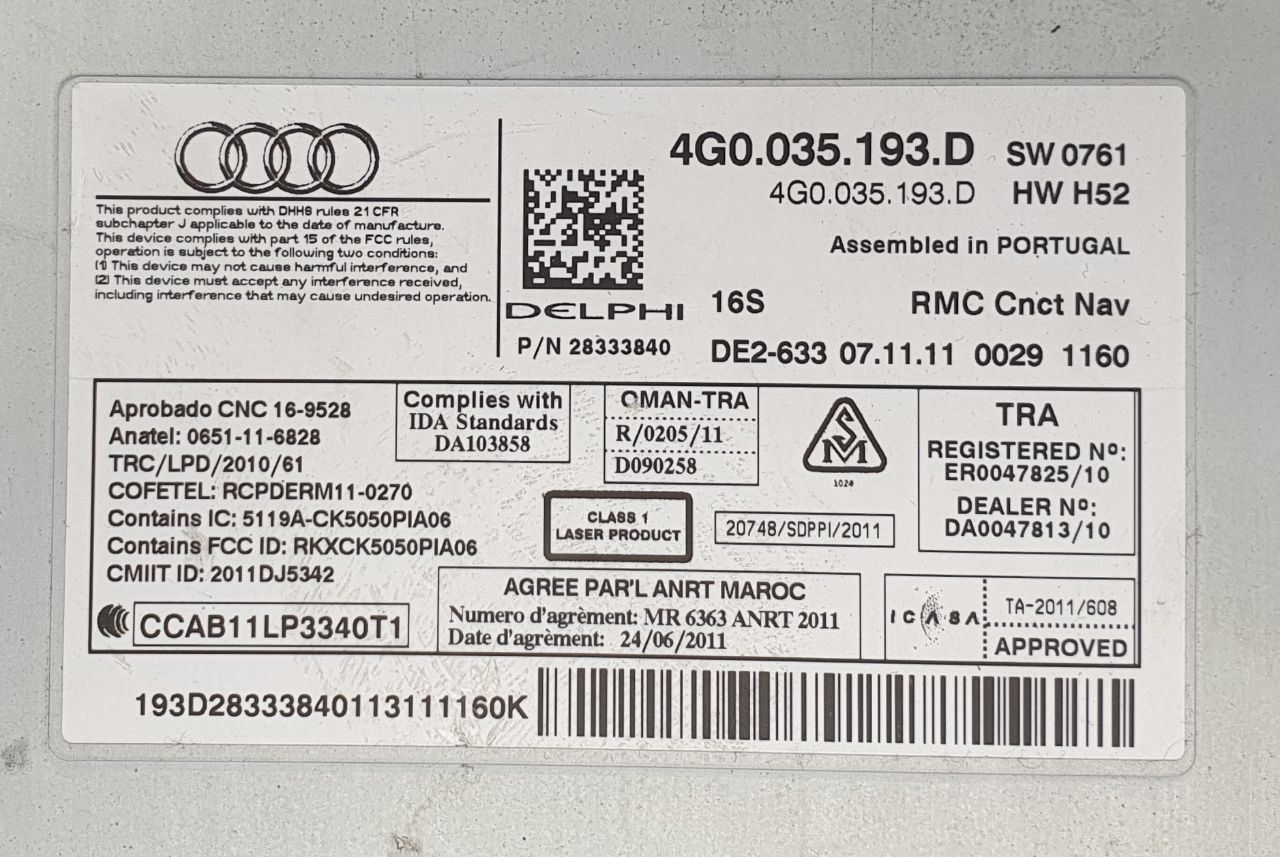 This product complies with DHHS rules 21 CFR
subchapter J applicable to the date of manufacture.
This device complies with part 15 of the FCC rules,
operation is subject to the following two conditions:
(1) This device may not cause harmful interference, and
(2) This device must accept any interference received,
including interference that may cause undesired operation.
4G0.035.193.D SW 0761
4G0.035.193.D HW H52
Assembled in PORTUGAL
DELPHI 16S RMC Cnct Nav
P/N 28333840 DE2-633 07.11.11 0029 1160
Aprobado CNC 16-9528
Anatel: 0651-11-6828
TRC/LPD/2010/61
COFETEL: RCPDERM11-0270
Contains IC: 5119A-CK5050PIA06
Contains FCC ID: RKXCK5050PIA06
CMIIT ID: 2011DJ5342
CCAB11LP3340T1
Complies with
IDA Standards
DA103858
OMAN-TRA
R/0205/11
D090258
SM
1024
TRA
REGISTERED Nº:
ER0047825/10
DEALER Nº:
DA0047813/10
CLASS 1
LASER PRODUCT
20748/SDPPI/2011
AGREE PAR'L ANRT MAROC
Numero d'agrèment: MR 6363 ANRT 2011
Date d'agrèment: 24/06/2011
ICASA
TA-2011/608
APPROVED
193D28333840113111160K